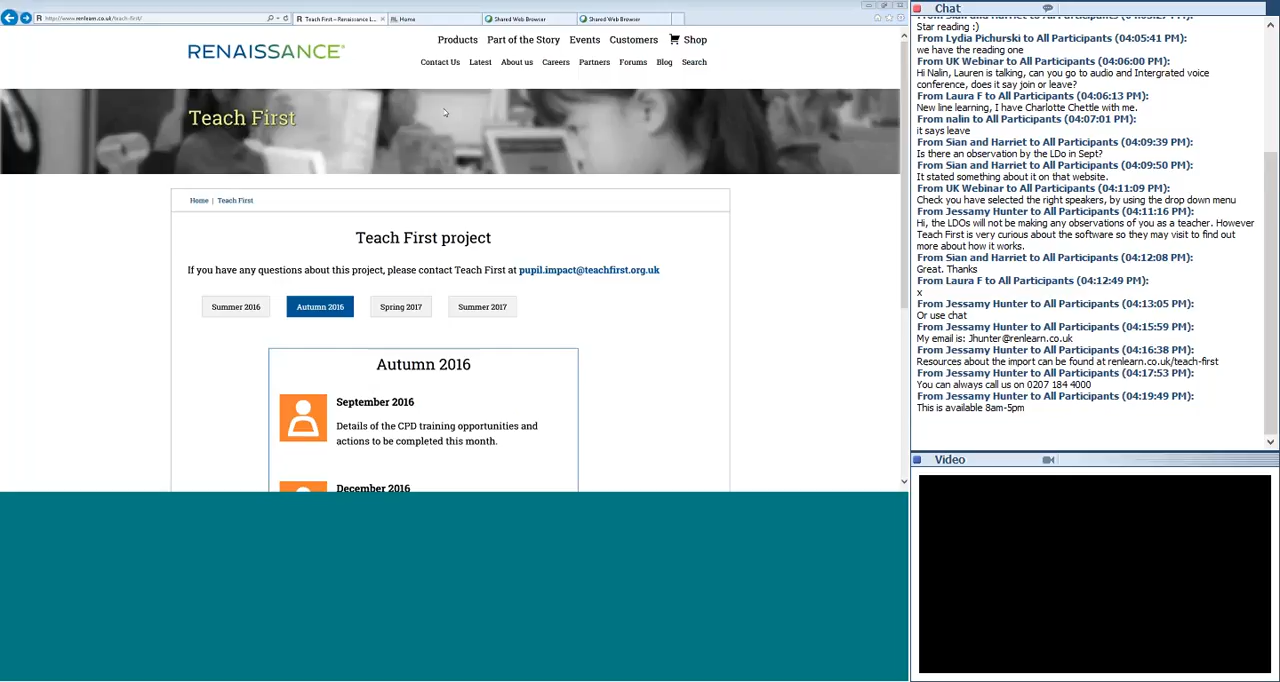 http://www.renlearn.co.uk/teach-first/
Teach First - Renaissance L...
Home
Shared Web Browser
Shared Web Browser
RENAISSANCE
Products Part of the Story Events Customers Shop
Contact Us Latest About us Careers Partners Forums Blog Search
Teach First
Home | Teach First
Teach First project
If you have any questions about this project, please contact Teach First at pupil.impact@teachfirst.org.uk
Summer 2016 Autumn 2016 Spring 2017 Summer 2017
Autumn 2016
September 2016
Details of the CPD training opportunities and
actions to be completed this month.
December 2016
Chat
Star reading :)
From Lydia Pichurski to All Participants (04:05:41 PM):
we have the reading one
From UK Webinar to All Participants (04:06:00 PM):
Hi Nalin, Lauren is talking, can you go to audio and Intergrated voice
conference, does it say join or leave?
From Laura F to All Participants (04:06:13 PM):
New line learning, I have Charlotte Chettle with me.
From nalin to All Participants (04:07:01 PM):
it says leave
From Sian and Harriet to All Participants (04:09:39 PM):
Is there an observation by the LDo in Sept?
From Sian and Harriet to All Participants (04:09:50 PM):
It stated something about it on that website.
From UK Webinar to All Participants (04:11:09 PM):
Check you have selected the right speakers, by using the drop down menu
From Jessamy Hunter to All Participants (04:11:16 PM):
Hi, the LDOs will not be making any observations of you as a teacher. However
Teach First is very curious about the software so they may visit to find out
more about how it works.
From Sian and Harriet to All Participants (04:12:08 PM):
Great. Thanks
From Laura F to All Participants (04:12:49 PM):
x
From Jessamy Hunter to All Participants (04:13:05 PM):
Or use chat
From Jessamy Hunter to All Participants (04:15:59 PM):
My email is: Jhunter@renlearn.co.uk
From Jessamy Hunter to All Participants (04:16:38 PM):
Resources about the import can be found at renlearn.co.uk/teach-first
From Jessamy Hunter to All Participants (04:17:53 PM):
You can always call us on 0207 184 4000
From Jessamy Hunter to All Participants (04:19:49 PM):
This is available 8am-5pm
Video